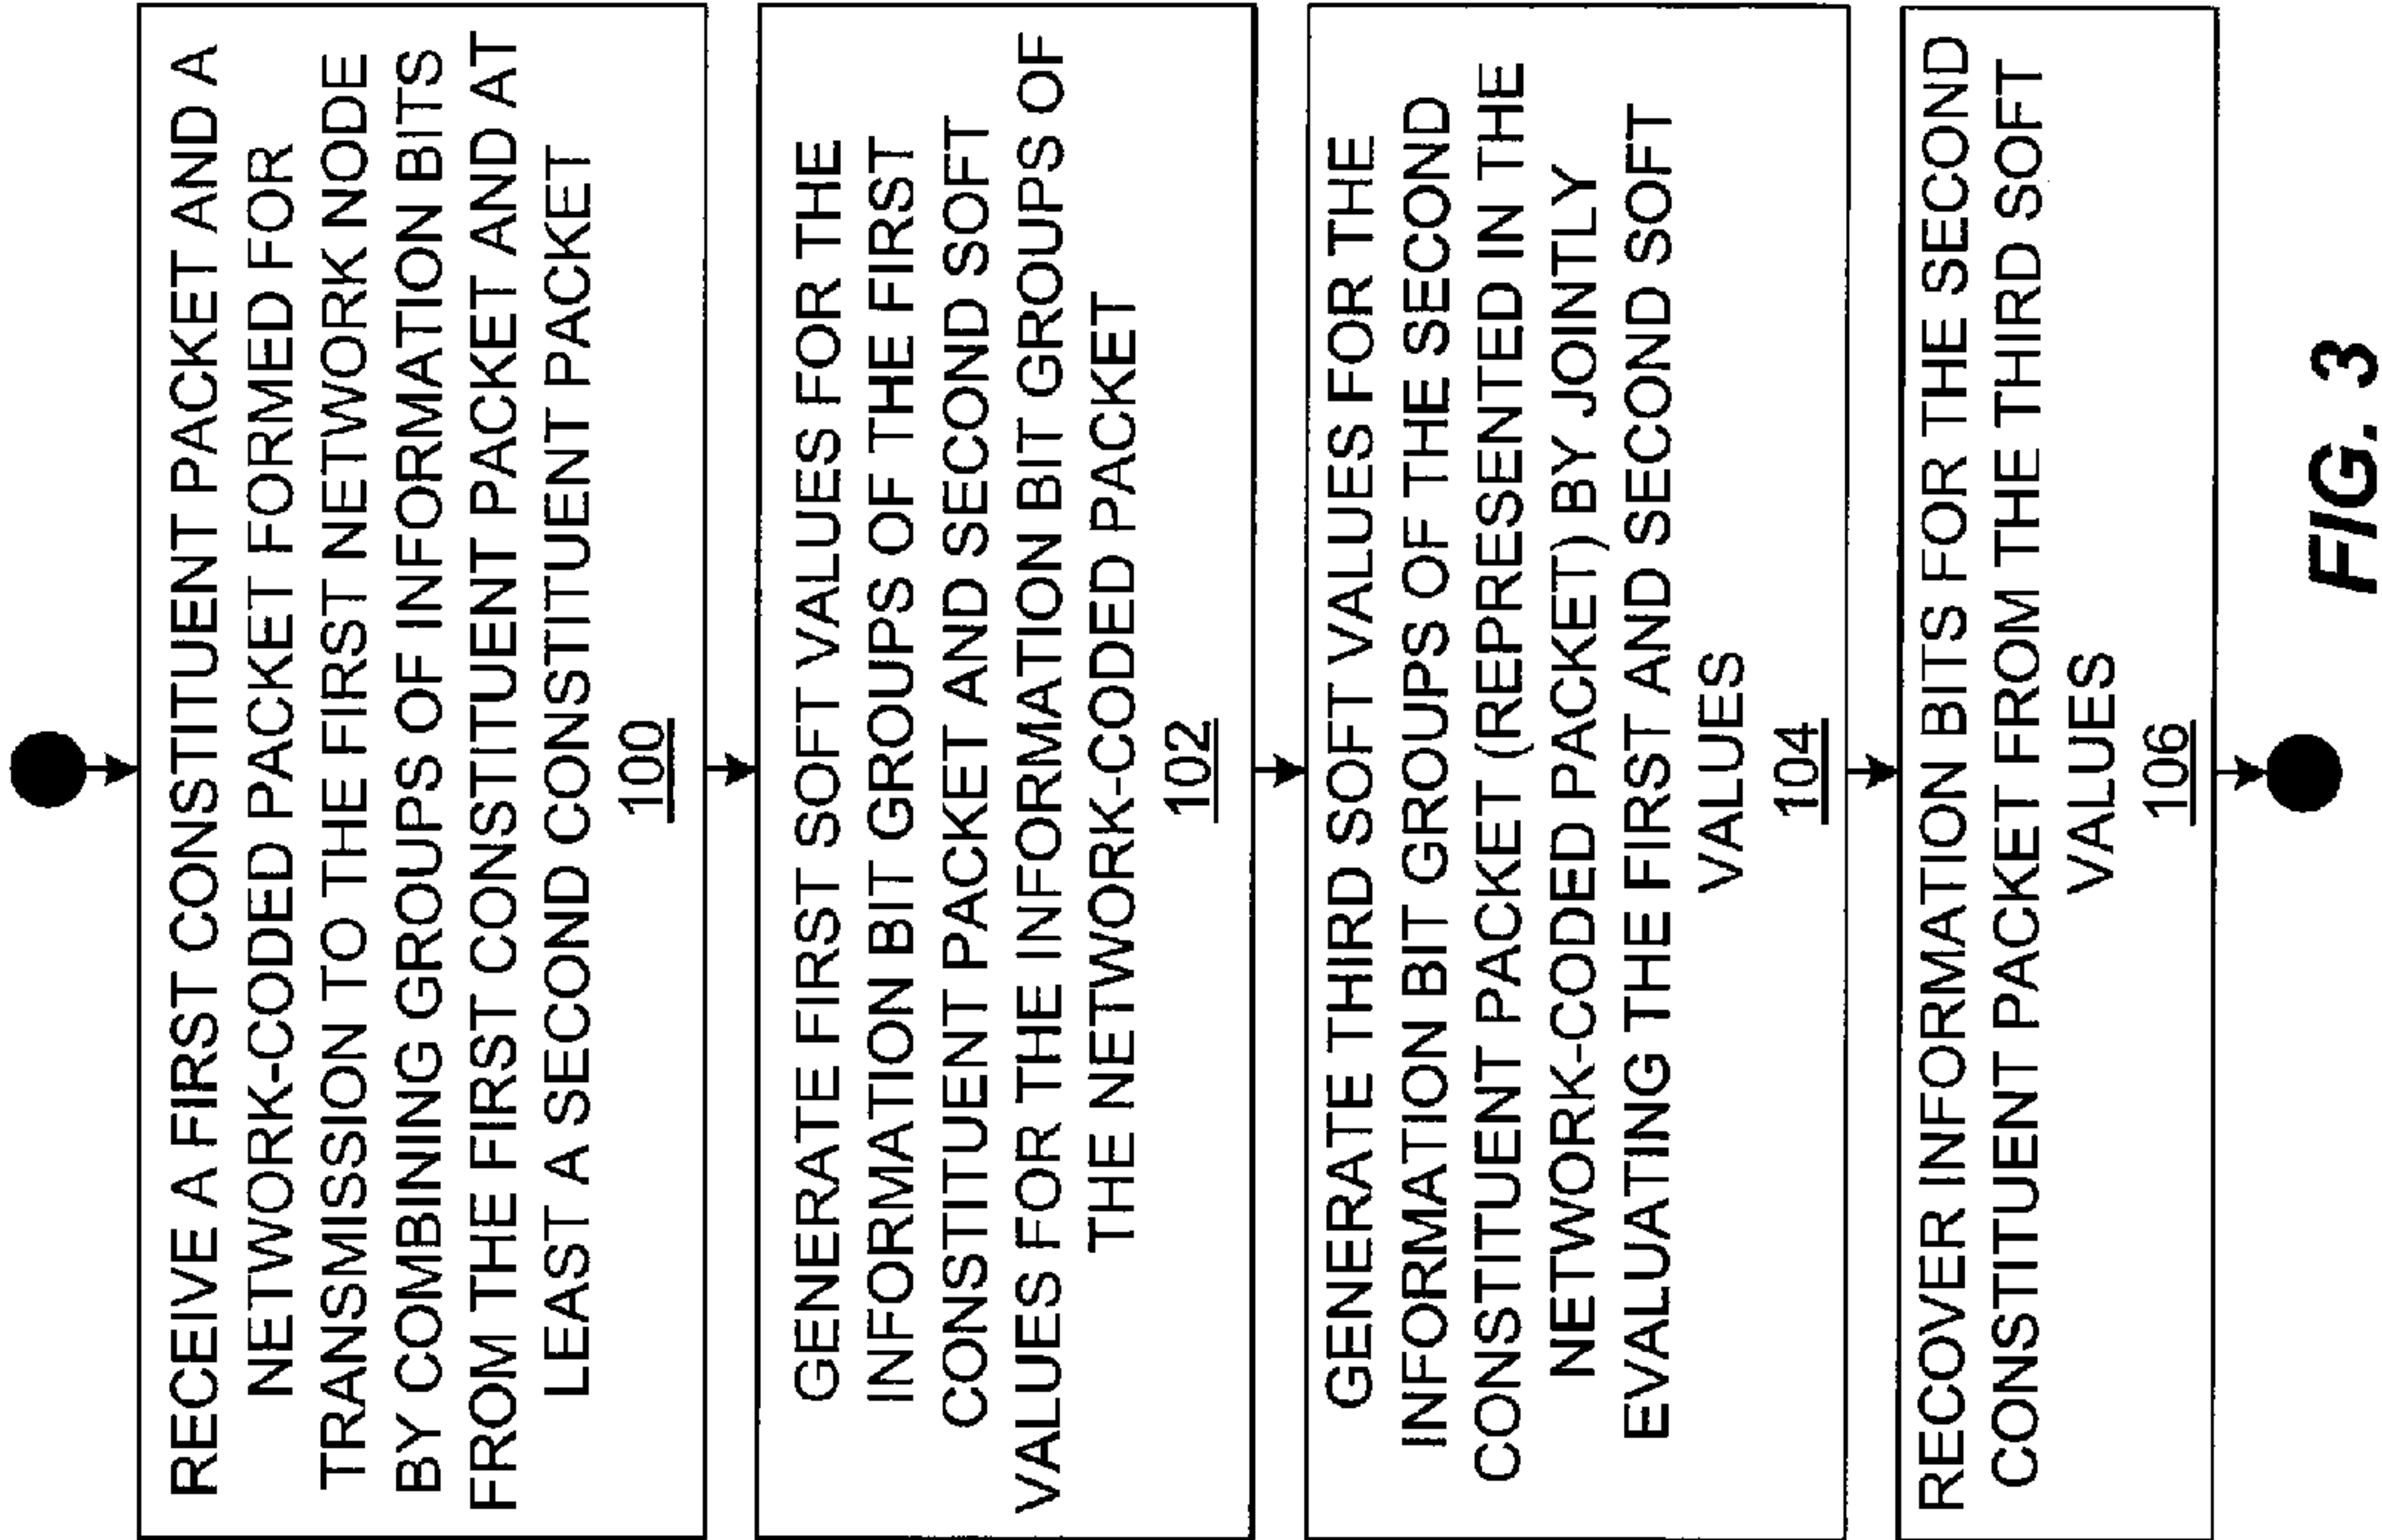 RECEIVE A FIRST CONSTITUENT PACKET AND A
NETWORK-CODED PACKET FORMED FOR
TRANSMISSION TO THE FIRST NETWORK NODE
BY COMBINING GROUPS OF INFORMATION BITS
FROM THE FIRST CONSTITUENT PACKET AND AT
LEAST A SECOND CONSTITUENT PACKET
100
GENERATE FIRST SOFT VALUES FOR THE
INFORMATION BIT GROUPS OF THE FIRST
CONSTITUENT PACKET AND SECOND SOFT
VALUES FOR THE INFORMATION BIT GROUPS OF
THE NETWORK-CODED PACKET
102
GENERATE THIRD SOFT VALUES FOR THE
INFORMATION BIT GROUPS OF THE SECOND
CONSTITUENT PACKET (REPRESENTED IN THE
NETWORK-CODED PACKET) BY JOINTLY
EVALUATING THE FIRST AND SECOND SOFT
VALUES
104
RECOVER INFORMATION BITS FOR THE SECOND
CONSTITUENT PACKET FROM THE THIRD SOFT
VALUES
106
FIG. 3